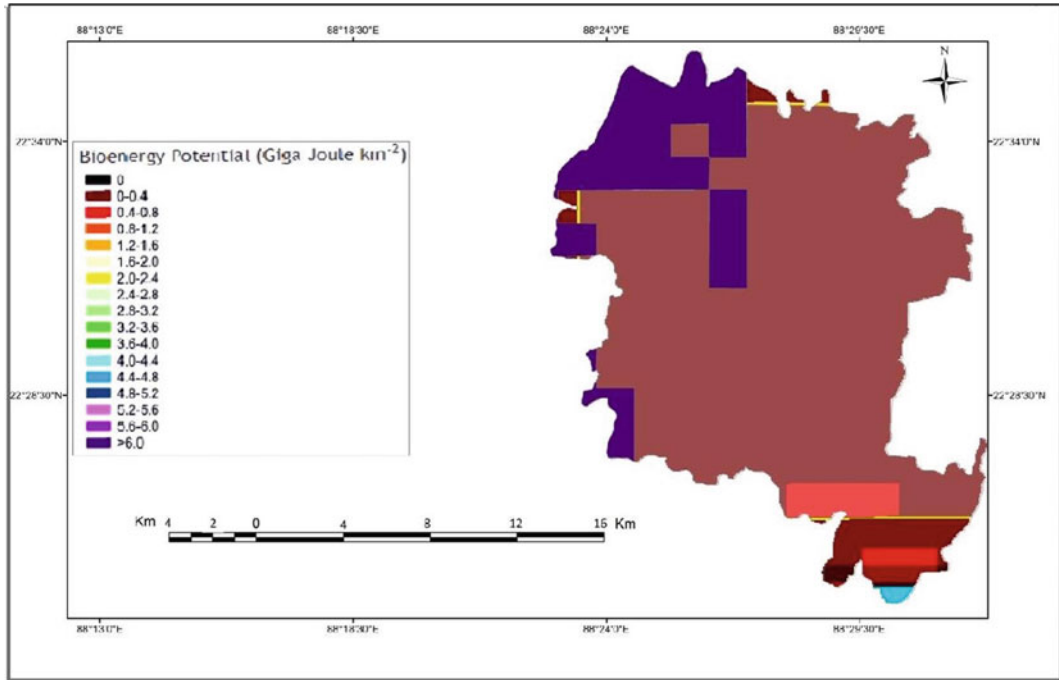 88°13'0"E 88°18'30"E 88°24'0"E 88°29'30"E
N
22°34'0"N 22°34'0"N
Bioenergy Potential (Giga Joule km-2)
0
0-0.4
0.4-0.8
0.8-1.2
1.2-1.6
1.6-2.0
2.0-2.4
2.4-2.8
2.8-3.2
3.2-3.6
3.6-4.0
4.0-4.4
4.4-4.8
4.8-5.2
5.2-5.6
5.6-6.0
>6.0
22°28'30"N 22°28'30"N
Km 4 2 0 4 8 12 16 Km
88°13'0"E 88°18'30"E 88°24'0"E 88°29'30"E